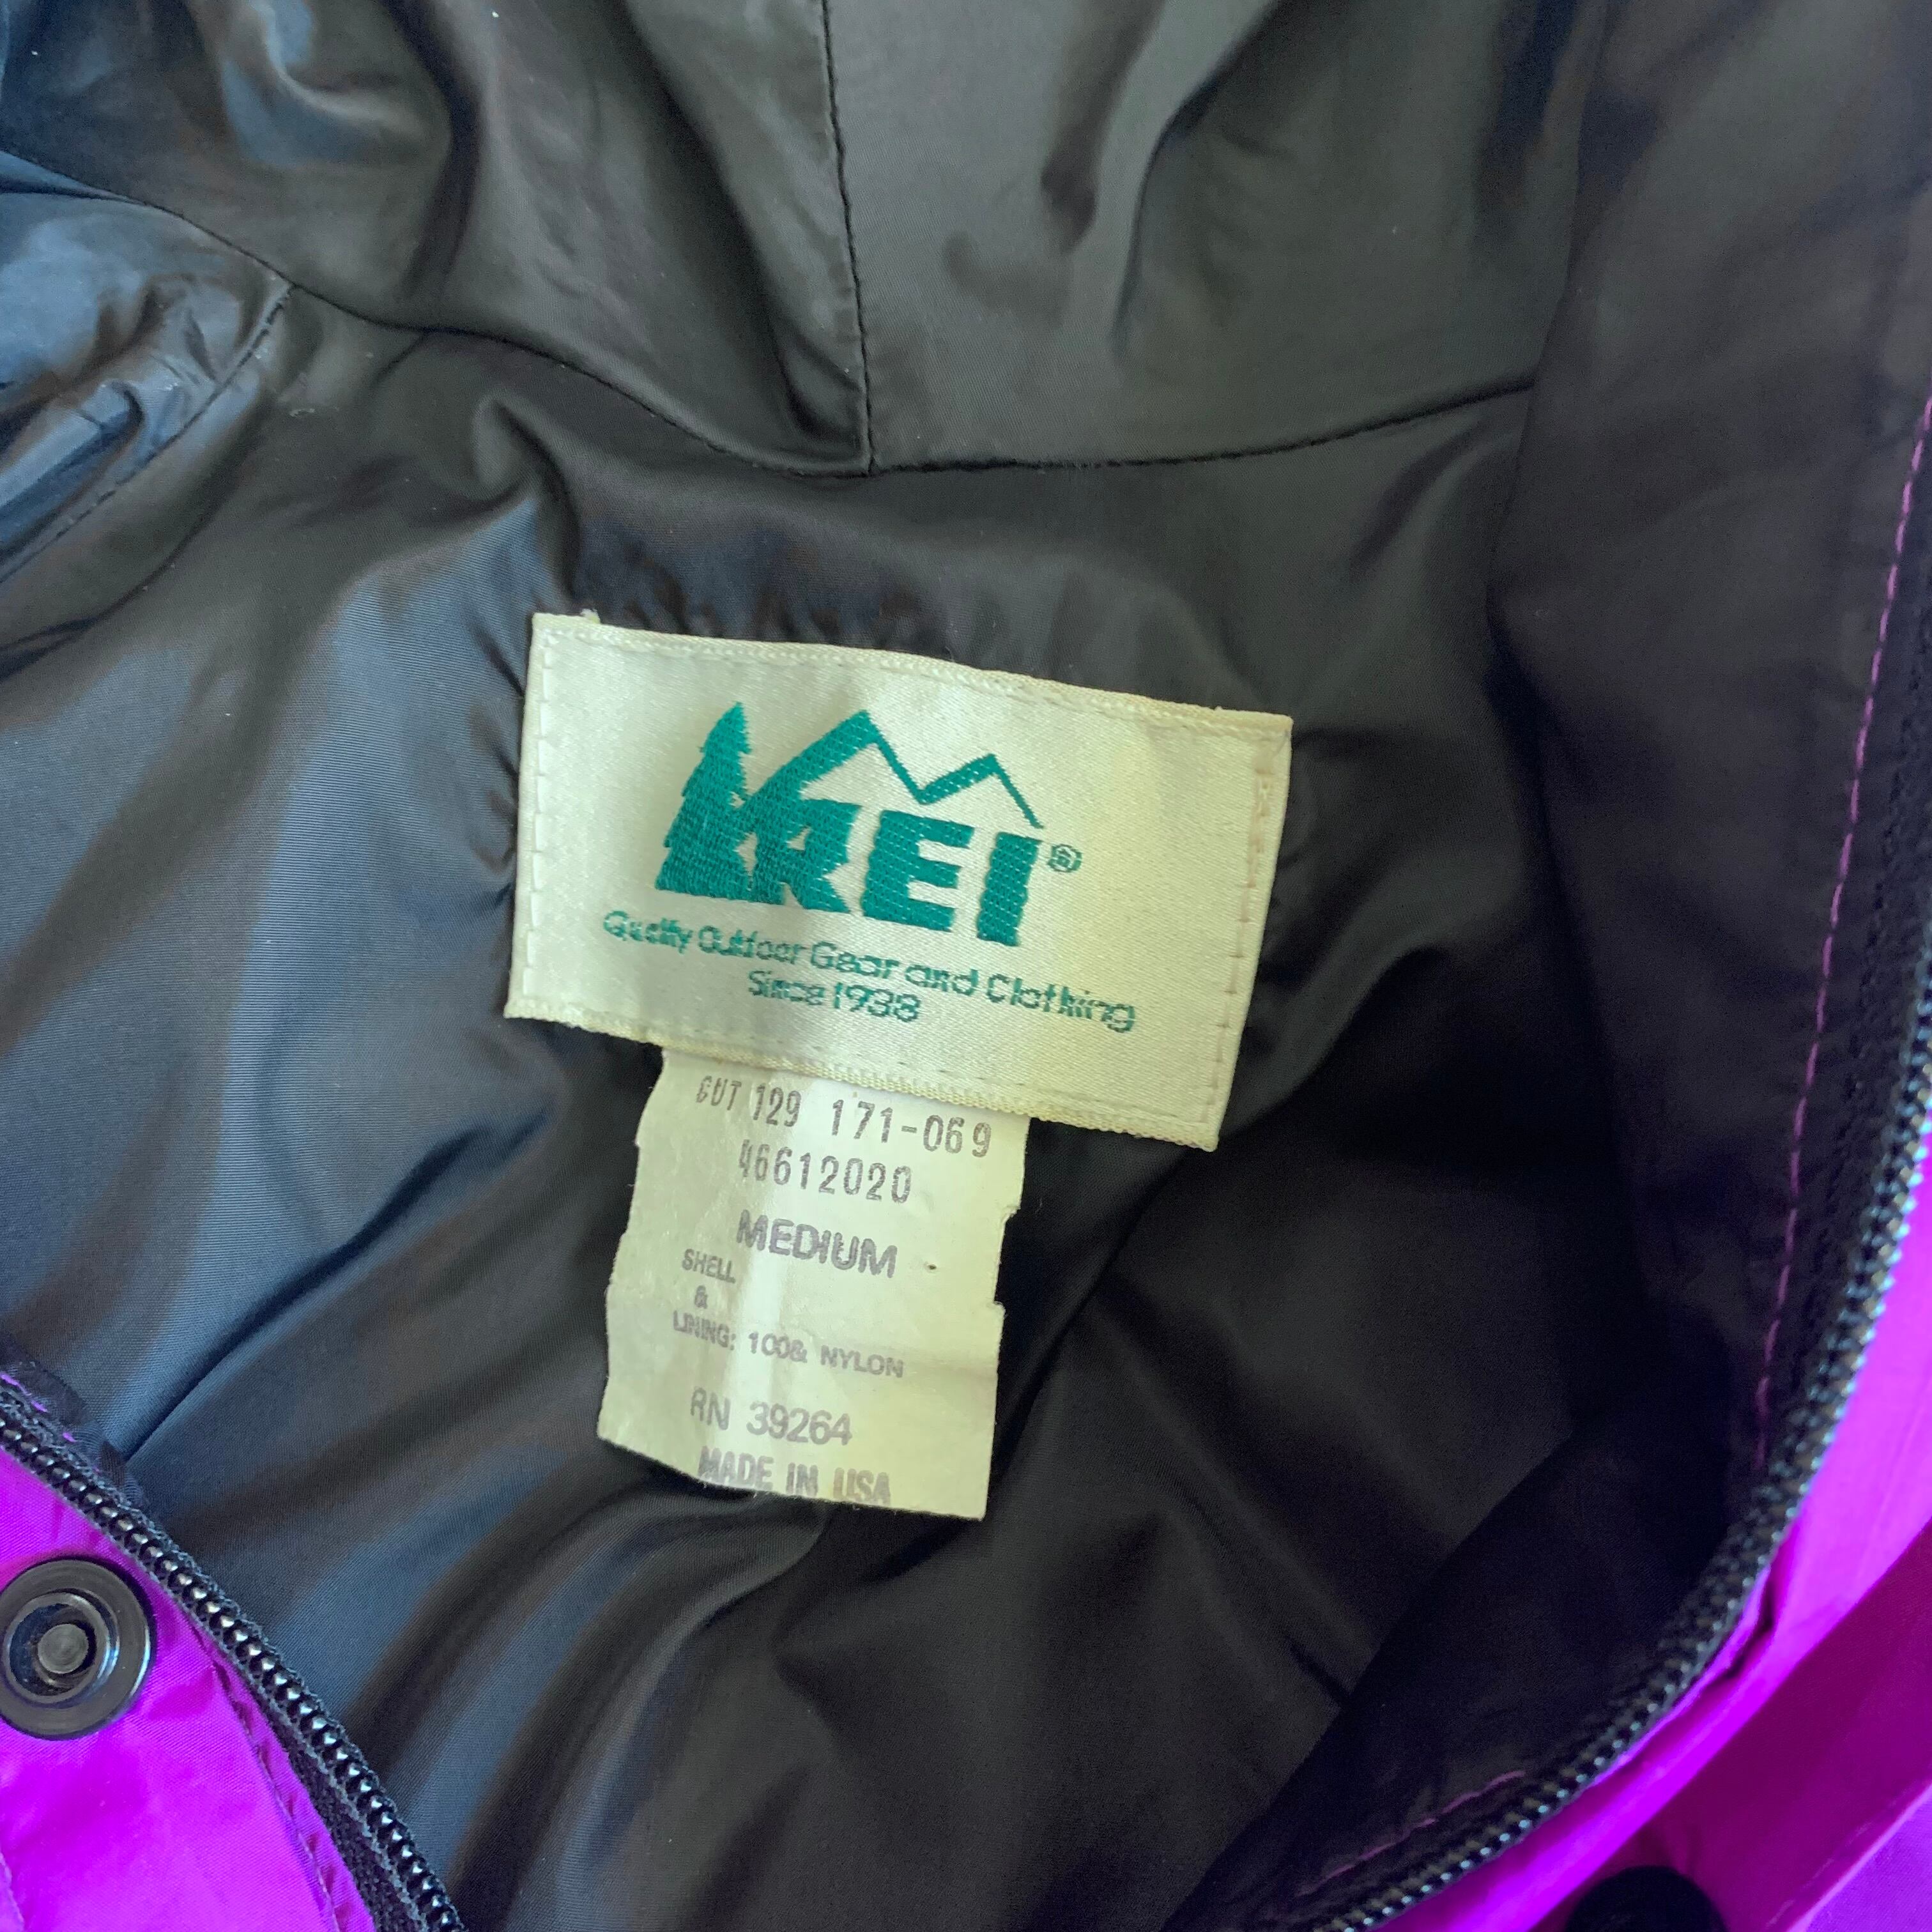 REI®
Quality Outdoor Gear and Clothing
Since 1938
CUT 129 171-069
46612020
MEDIUM
SHELL
&
LINING: 100& NYLON
RN 39264
MADE IN USA